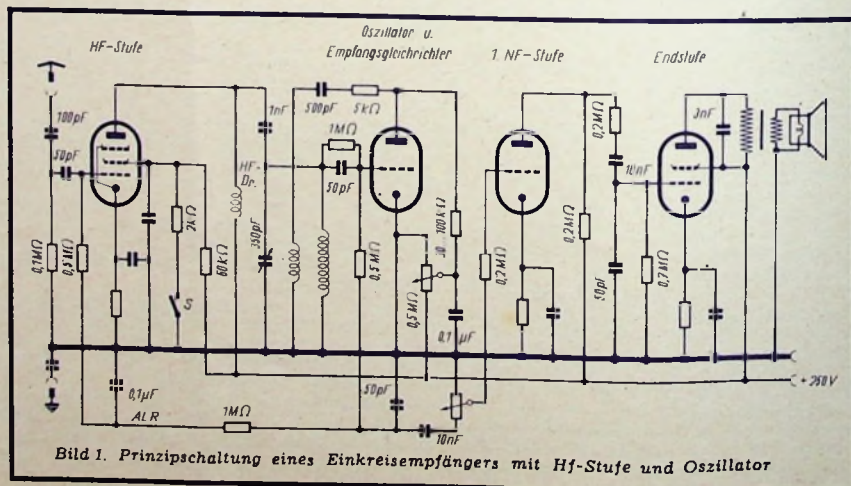 HF-Stufe
Oszillator u.
Empfangsgleichrichter
1. NF-Stufe
Endstufe
100pF
50pF
0,1MΩ
0,5MΩ
2kΩ
S
60kΩ
HF-
Dr.
1nF
350pF
500pF
5kΩ
1MΩ
50pF
0,5MΩ
0,5MΩ
30...100kΩ
0,1µF
0,2MΩ
0,2MΩ
0,2MΩ
10nF
50pF
0,7MΩ
3nF
+250V
0,1µF
ALR
1MΩ
50pF
10nF
Bild 1. Prinzipschaltung eines Einkreisempfängers mit Hf-Stufe und Oszillator